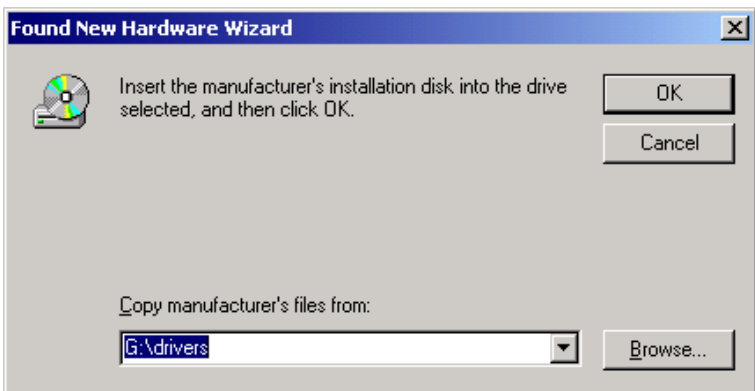 Found New Hardware Wizard
Insert the manufacturer's installation disk into the drive
selected, and then click OK.
OK
Cancel
Copy manufacturer's files from:
G:\drivers
Browse...